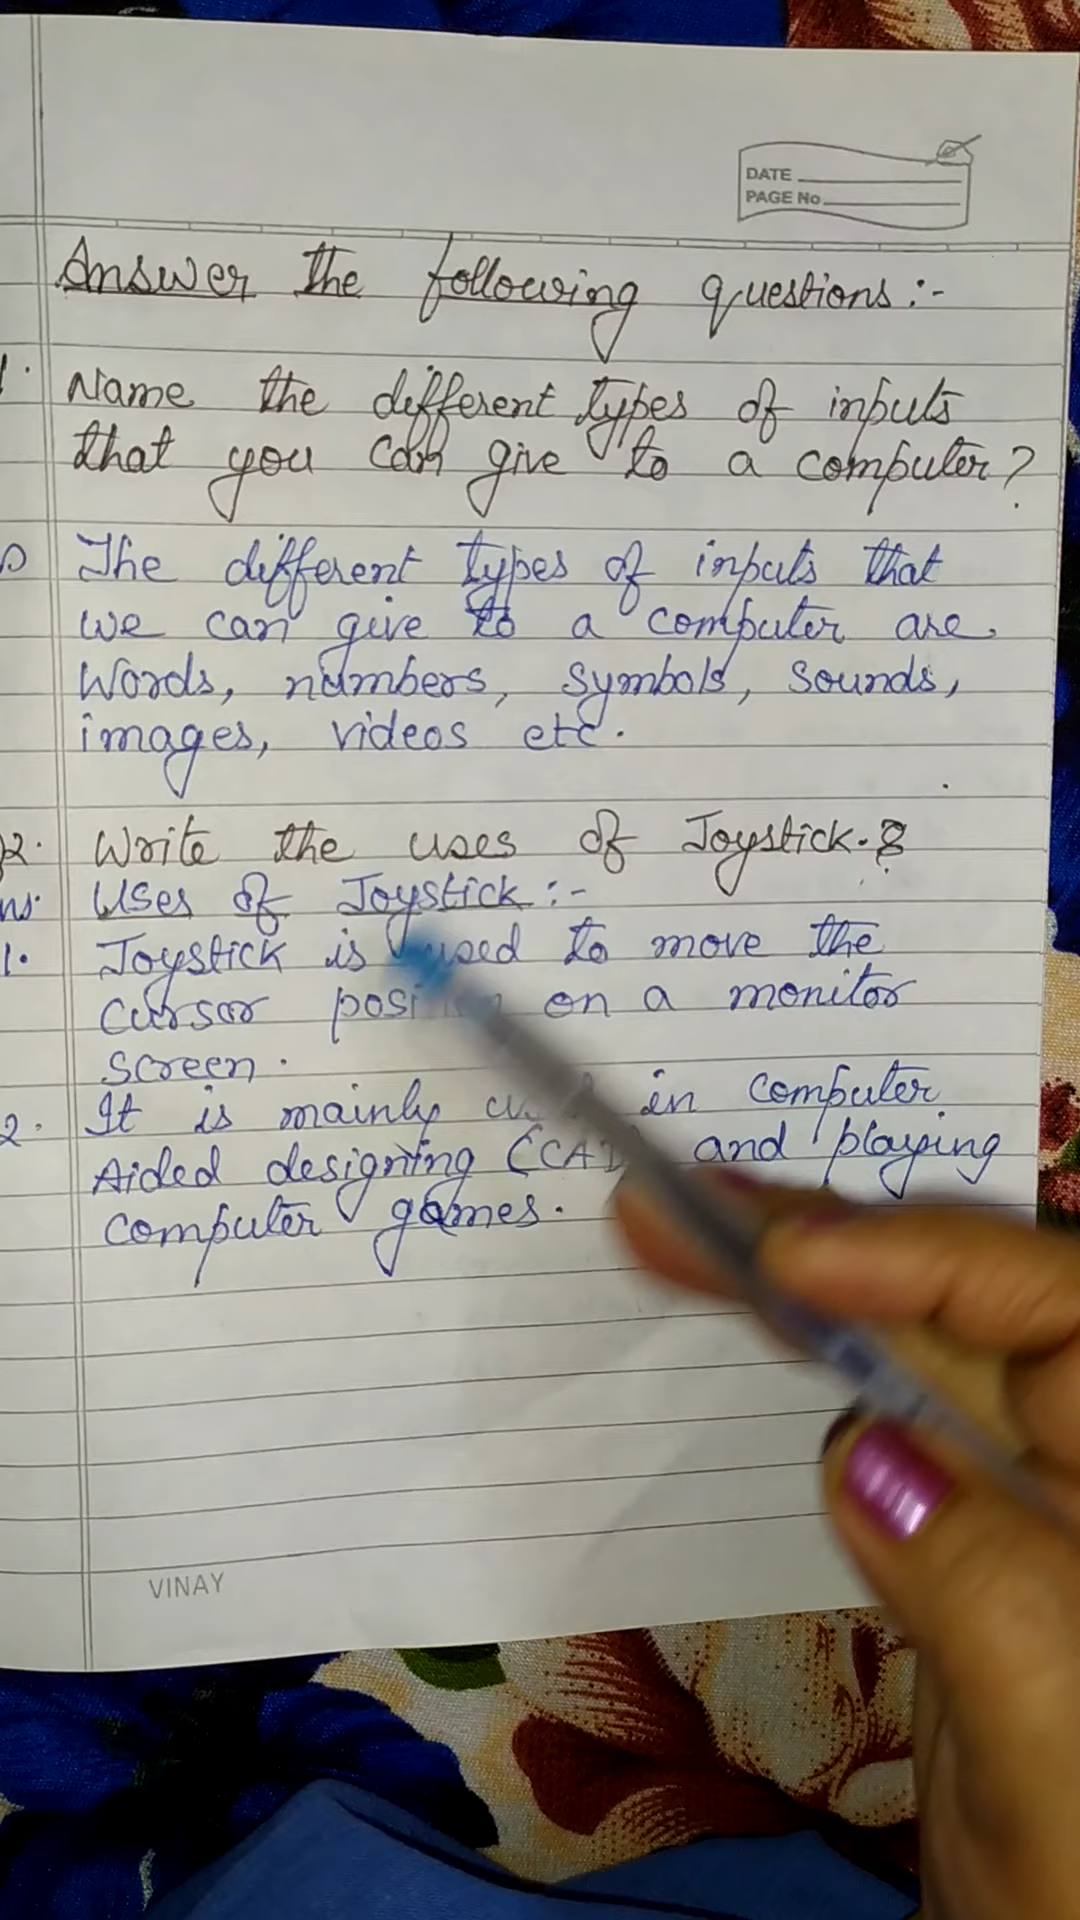 DATE
PAGE No
Answer the following questions:-
1. Name the different types of inputs
that you can give to a computer?
The different types of inputs that
we can give to a computer are
Words, numbers, symbols, sounds,
images, videos etc.
2. Write the uses of Joystick.?
ns. Uses of Joystick:-
1. Joystick is used to move the
cursor on a monitor
screen.
2. It is mainly in computer
Aided designing (CAD) and playing
computer games.
VINAY